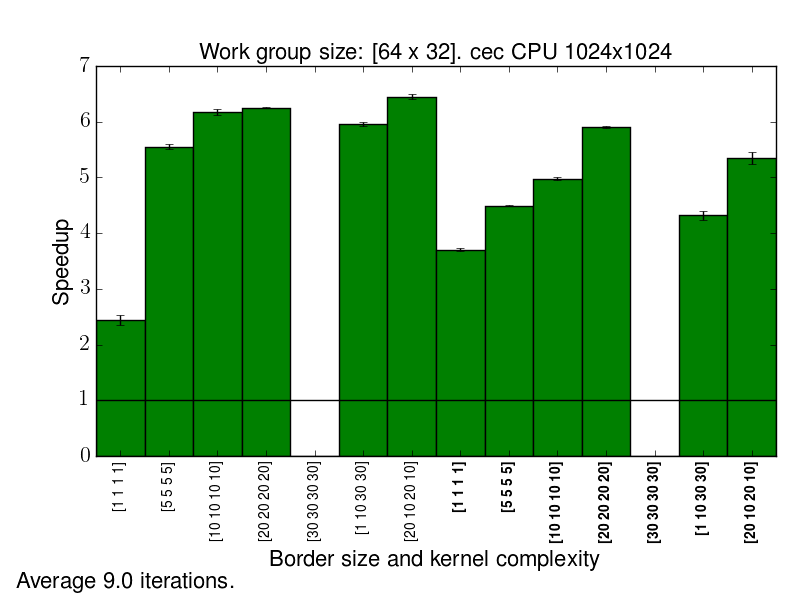 Work group size: [64 x 32]. cec CPU 1024x1024
7
6
5
4
3
2
1
0
Speedup
[1 1 1 1]
[5 5 5 5]
[10 10 10 10]
[20 20 20 20]
[30 30 30 30]
[1 10 30 30]
[20 10 20 10]
[1 1 1 1]
[5 5 5 5]
[10 10 10 10]
[20 20 20 20]
[30 30 30 30]
[1 10 30 30]
[20 10 20 10]
Border size and kernel complexity
Average 9.0 iterations.